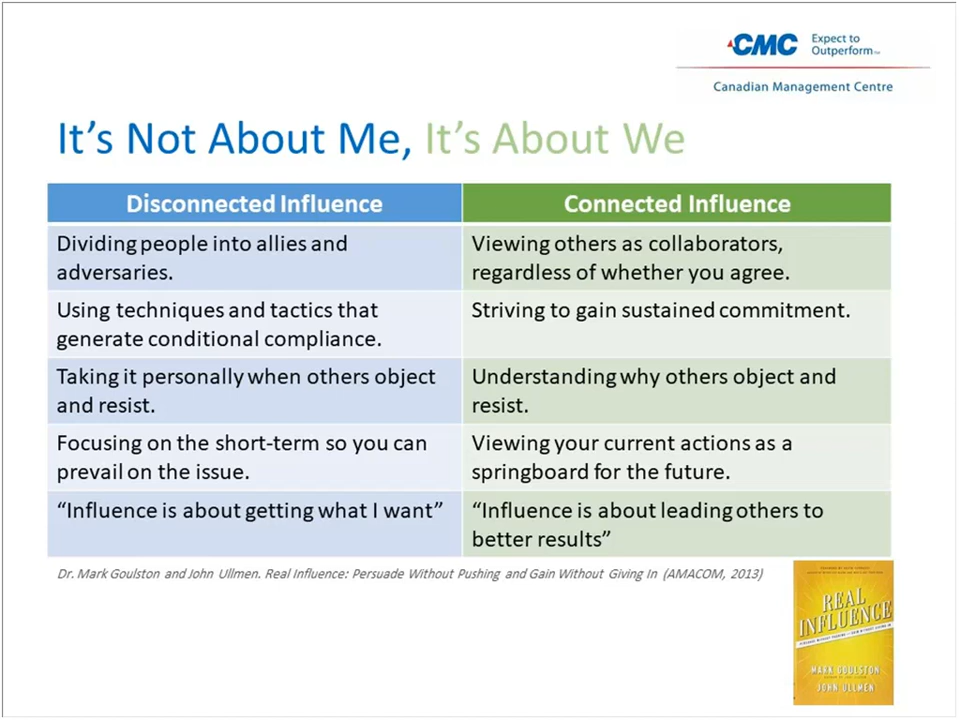 CMC Expect to
Outperform™
Canadian Management Centre
It's Not About Me, It's About We
Disconnected Influence
Connected Influence
Dividing people into allies and
adversaries.
Viewing others as collaborators,
regardless of whether you agree.
Using techniques and tactics that
generate conditional compliance.
Striving to gain sustained commitment.
Taking it personally when others object
and resist.
Understanding why others object and
resist.
Focusing on the short-term so you can
prevail on the issue.
Viewing your current actions as a
springboard for the future.
“Influence is about getting what I want”
“Influence is about leading others to
better results”
Dr. Mark Goulston and John Ullmen. Real Influence: Persuade Without Pushing and Gain Without Giving In (AMACOM, 2013)
REAL
INFLUENCE
MARK GOULSTON
JOHN ULLMEN